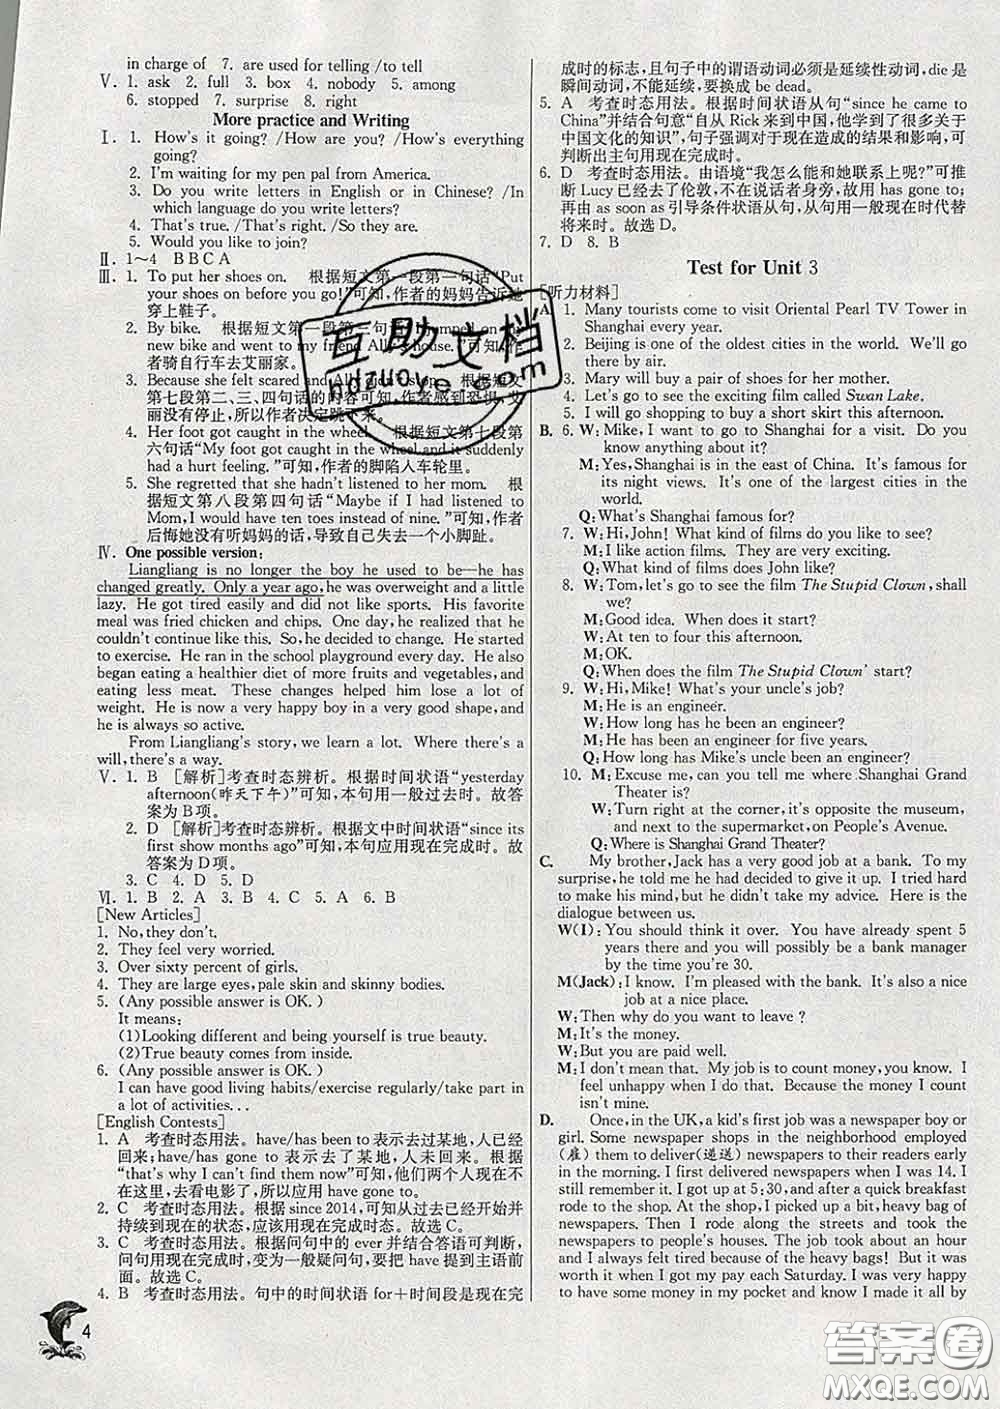 in charge of 7. are used for telling /to tell
Ⅴ. 1. ask 2. full 3. box 4. nobody 5. among
6. stopped 7. surprise 8. right
More practice and Writing
Ⅰ. 1. How's it going? /How are you? /How's everything
going?
2. I'm waiting for my pen pal from America.
3. Do you write letters in English or in Chinese? /In
which language do you write letters?
4. That's true. /That's right. /So they are.
5. Would you like to join?
Ⅱ. 1～4 B B C A
Ⅲ. 1. To put her shoes on. 根据短文第一段第一句话“Put
your shoes on before you go!”可知,作者的妈妈告诉她
穿上鞋子。
2. By bike. 根据短文第一段第三句话“I jumped on my
new bike and went to my friend Ally's house.”可知,作
者骑自行车去艾丽家。
3. Because she felt scared and Ally didn't stop. 根据短文
第七段第二、三、四句话的内容可知,作者感到恐惧,艾
丽没有停止,所以作者决定跳下来。
4. Her foot got caught in the wheel. 根据短文第七段第
六句话“My foot got caught in the wheel and it suddenly
had a hurt feeling. ”可知,作者的脚陷入车轮里。
5. She regretted that she hadn't listened to her mom. 根
据短文第八段第四句话“Maybe if I had listened to
Mom,I would have ten toes instead of nine. ”可知,作者
后悔她没有听妈妈的话,导致自己失去一个小脚趾。
Ⅳ. One possible version:
Liangliang is no longer the boy he used to be—he has
changed greatly. Only a year ago,he was overweight and a little
lazy. He got tired easily and did not like sports. His favorite
meal was fried chicken and chips. One day, he realized that he
couldn't continue like this. So, he decided to change. He started
to exercise. He ran in the school playground every day. He also
began eating a healthier diet of more fruits and vegetables,and
eating less meat. These changes helped him lose a lot of
weight. He is now a very happy boy in a very good shape,and
he is always so active.
From Liangliang's story, we learn a lot. Where there's a
will,there's a way.
Ⅴ. 1. B [解析]考查时态辨析。根据时间状语“yesterday
afternoon(昨天下午)”可知,本句用一般过去时。故答
案为B项。
2. D [解析]考查时态辨析。根据文中时间状语“since its
first show months ago”可知,本句应用现在完成时。故
答案为D项。
3. C 4. D 5. D
Ⅵ. 1. B 2. A 3. B 4. C 5. A 6. B
[New Articles]
1. No,they don't.
2. They feel very worried.
3. Over sixty percent of girls.
4. They are large eyes,pale skin and skinny bodies.
5. (Any possible answer is OK. )
It means:
(1)Looking different and being yourself is true beauty.
(2)True beauty comes from inside.
6. (Any possible answer is OK. )
I can have good living habits/exercise regularly/take part in
a lot of activities. . .
[English Contests]
1. A 考查时态用法。have/has been to表示去过某地,人已经
回来;have/has gone to表示去了某地,人未回来。根据
“that's why I can't find them now”可知,他们两个人现在不
在这里,去看电影了,所以应用have gone to。
2. C 考查时态用法。根据since 2014,可知从过去已经开始并
持续到现在的状态,应该用现在完成时态。故选C。
3. C 考查时态用法。根据问句中的ever并结合答语可判断,
问句用现在完成时,变为一般疑问句,要把have提到主语前
面。故选C。
4. B 考查时态用法。句中的时间状语for+时间段是现在完
4
成时的标志,且句子中的谓语动词必须是延续性动词,die是
瞬间动词,不能延续,要换成be dead。
5. A 考查时态用法。根据时间状语从句“since he came to
China”并结合句意“自从Rick来到中国,他学到了很多关于
中国文化的知识”,句子强调对于现在造成的结果和影响,可
判断出主句用现在完成时。
6. D 考查时态用法。由语境“我怎么能和她联系上呢?”可推
断Lucy已经去了伦敦,不在说话者身旁,故用has gone to;
再由as soon as引导条件状语从句,从句用一般现在时代替
将来时。故选D。
7. D 8. B
Test for Unit 3
[听力材料]
A. 1. Many tourists come to visit Oriental Pearl TV Tower in
Shanghai every year.
2. Beijing is one of the oldest cities in the world. We'll go
there by air.
3. Mary will buy a pair of shoes for her mother.
4. Let's go to see the exciting film called Swan Lake.
5. I will go shopping to buy a short skirt this afternoon.
B. 6. W: Mike,I want to go to Shanghai for a visit. Do you
know anything about it?
M: Yes,Shanghai is in the east of China. It's famous for
its night views. It's one of the largest cities in the
world.
Q: What's Shanghai famous for?
7. W: Hi,John! What kind of films do you like to see?
M: I like action films. They are very exciting.
Q: What kind of films does John like?
8. W: Tom,let's go to see the film The Stupid Clown,shall
we?
M: Good idea. When does it start?
W: At ten to four this afternoon.
M: OK.
Q: When does the film The Stupid Clown' start?
9. W: Hi,Mike! What's your uncle's job?
M: He is an engineer.
W: How long has he been an engineer?
M: He has been an engineer for five years.
Q: How long has Mike's uncle been an engineer?
10. M: Excuse me,can you tell me where Shanghai Grand
Theater is?
W: Turn right at the corner,it's opposite the museum,
and next to the supermarket,on People's Avenue.
Q: Where is Shanghai Grand Theater?
C. My brother,Jack has a very good job at a bank. To my
surprise,he told me he had decided to give it up. I tried hard
to make his mind,but he didn't take my advice. Here is the
dialogue between us.
W(I): You should think it over. You have already spent 5
years there and you will possibly be a bank manager
by the time you're 30.
M(Jack): I know. I'm pleased with the bank. It's also a nice
job at a nice place.
W: Then why do you want to leave ?
M: It's the money.
W: But you are paid well.
M: I don't mean that. My job is to count money,you know. I
feel unhappy when I do that. Because the money I count
isn't mine.
D. Once,in the UK,a kid's first job was a newspaper boy or
girl. Some newspaper shops in the neighborhood employed
(雇) them to deliver(递送)newspapers to their readers early
in the morning. I first delivered newspapers when I was 14. I
still remember it. I got up at 5:30,and after a quick breakfast
rode to the shop. At the shop,I picked up a bit,heavy bag of
newspapers. Then I rode along the streets and took the
newspapers to people's houses. The job took about an hour
and I always felt tired because of the heavy bags! But it was
worth it when I got my pay each Saturday. I was very happy
to have some money in my pocket and know I made it all by
互助文档
hdzuoye.com
答案圈
MXQE.COM